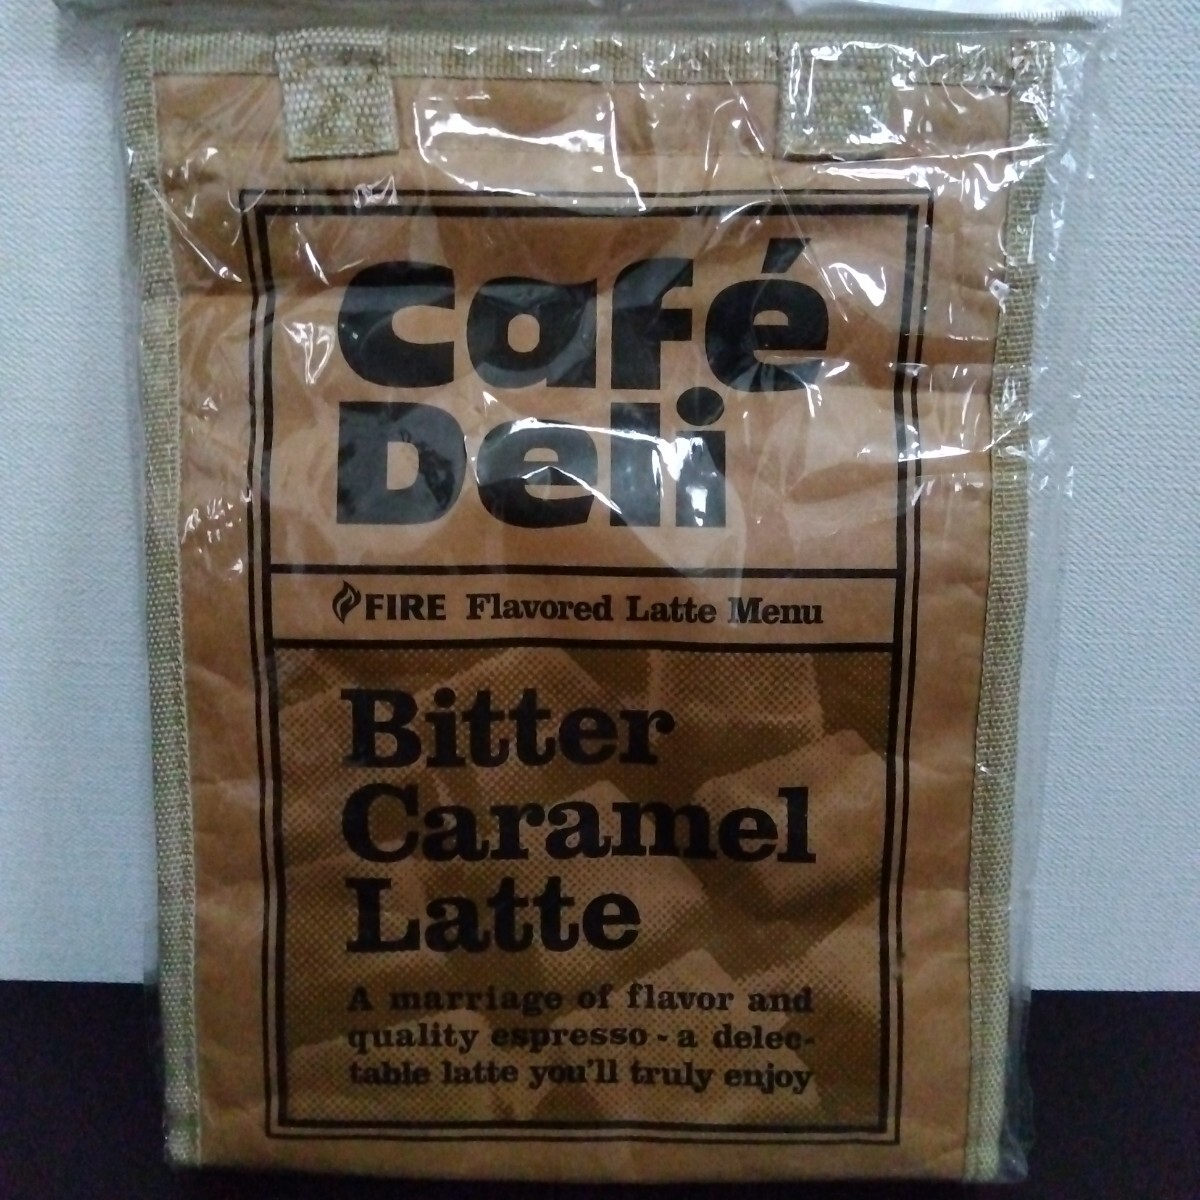 Café
Deli
FIRE Flavored Latte Menu
Bitter
Caramel
Latte
A marriage of flavor and
quality espresso - a delec-
table latte you'll truly enjoy